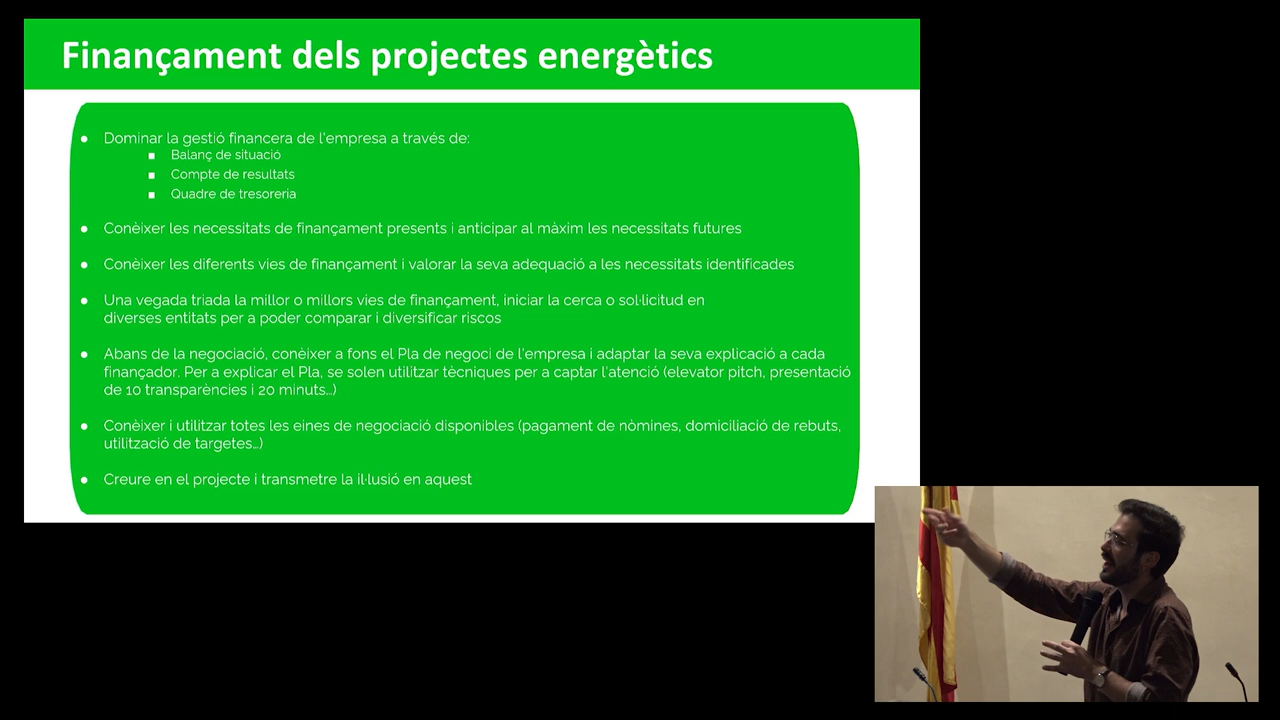 Finançament dels projectes energètics
● Dominar la gestió financera de l'empresa a través de:
■ Balanç de situació
■ Compte de resultats
■ Quadre de tresoreria
● Conèixer les necessitats de finançament presents i anticipar al màxim les necessitats futures
● Conèixer les diferents vies de finançament i valorar la seva adequació a les necessitats identificades
● Una vegada triada la millor o millors vies de finançament, iniciar la cerca o sol·licitud en
diverses entitats per a poder comparar i diversificar riscos
● Abans de la negociació, conèixer a fons el Pla de negoci de l'empresa i adaptar la seva explicació a cada
finançador. Per a explicar el Pla, se solen utilitzar tècniques per a captar l'atenció (elevator pitch, presentació
de 10 transparències i 20 minuts…)
● Conèixer i utilitzar totes les eines de negociació disponibles (pagament de nòmines, domiciliació de rebuts,
utilització de targetes…)
● Creure en el projecte i transmetre la il·lusió en aquest